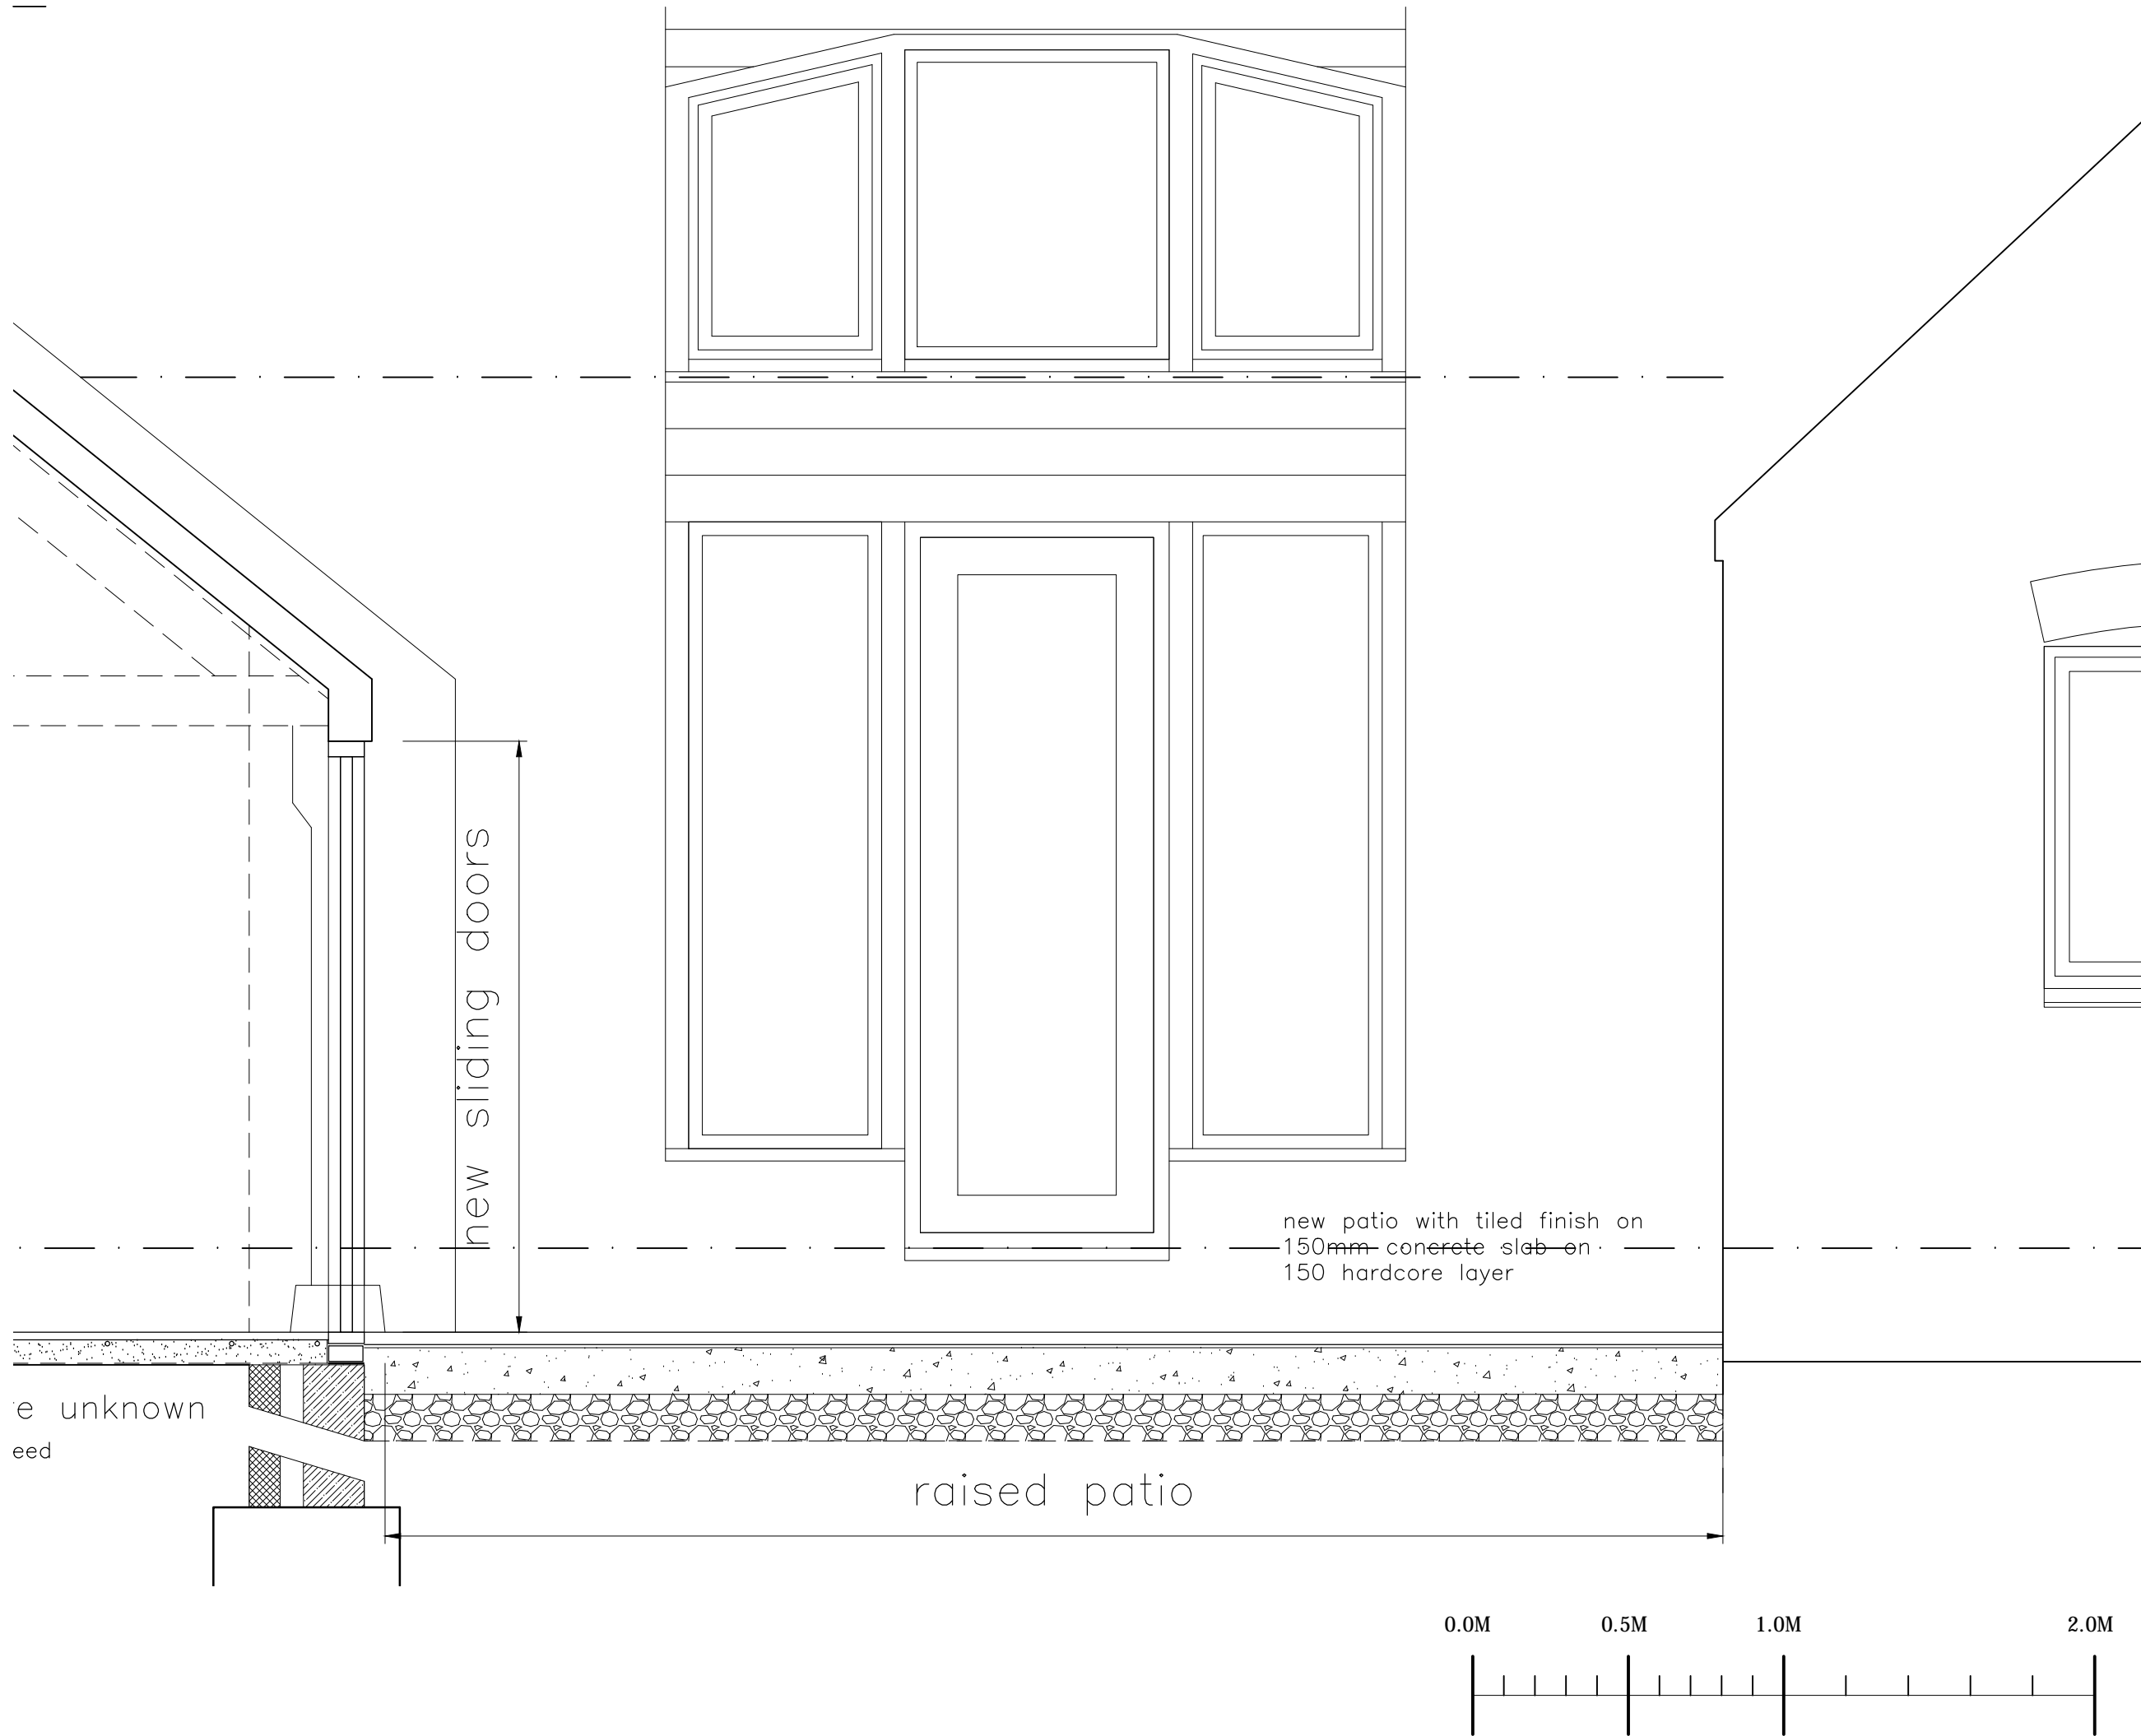 new sliding doors
new patio with tiled finish on
150mm concrete slab on
150 hardcore layer
unknown
raised patio
0.0M 0.5M 1.0M 2.0M